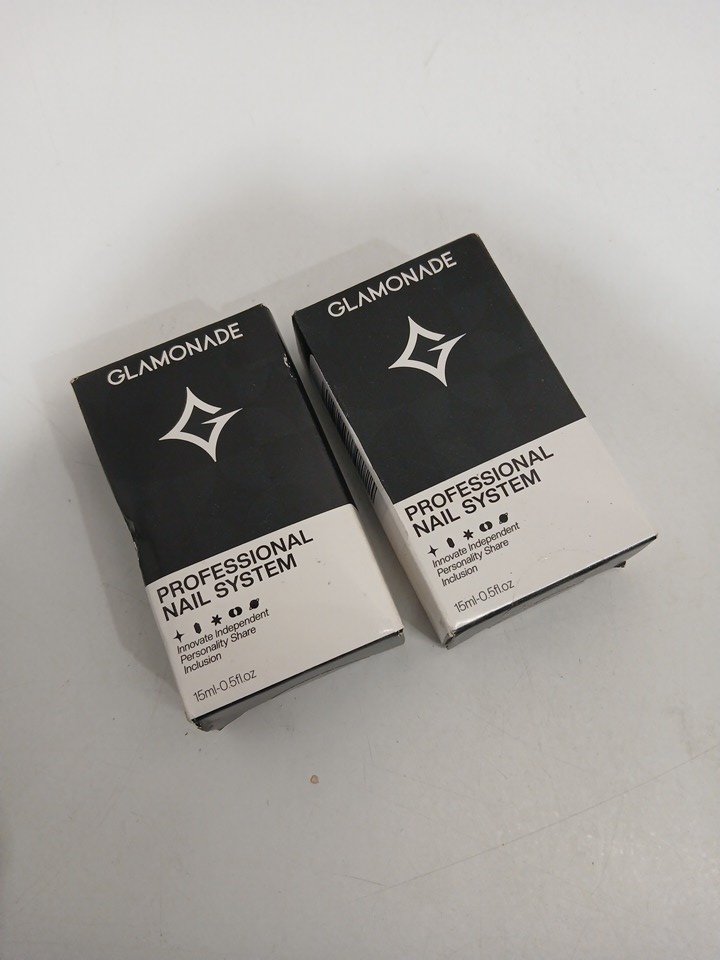 GLAMONADE
PROFESSIONAL
NAIL SYSTEM
Innovate Independent
Personality Share
Inclusion
15ml-0.5fl.oz
GLAMONADE
PROFESSIONAL
NAIL SYSTEM
Innovate Independent
Personality Share
Inclusion
15ml-0.5fl.oz